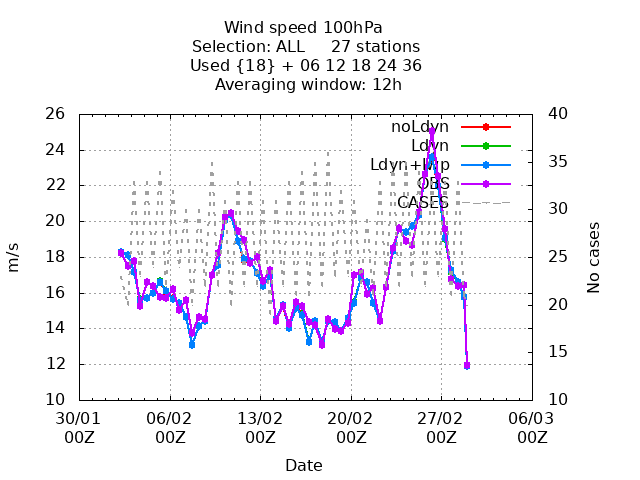 Wind speed 100hPa
Selection: ALL 27 stations
Used {18} + 06 12 18 24 36
Averaging window: 12h
26
24
22
20
18
16
14
12
10
m/s
40
35
30
25
20
15
10
No cases
noLdyn
Ldyn
Ldyn+Wp
OBS
CASES
30/01 06/02 13/02 20/02 27/02 06/03
00Z 00Z 00Z 00Z 00Z 00Z
Date